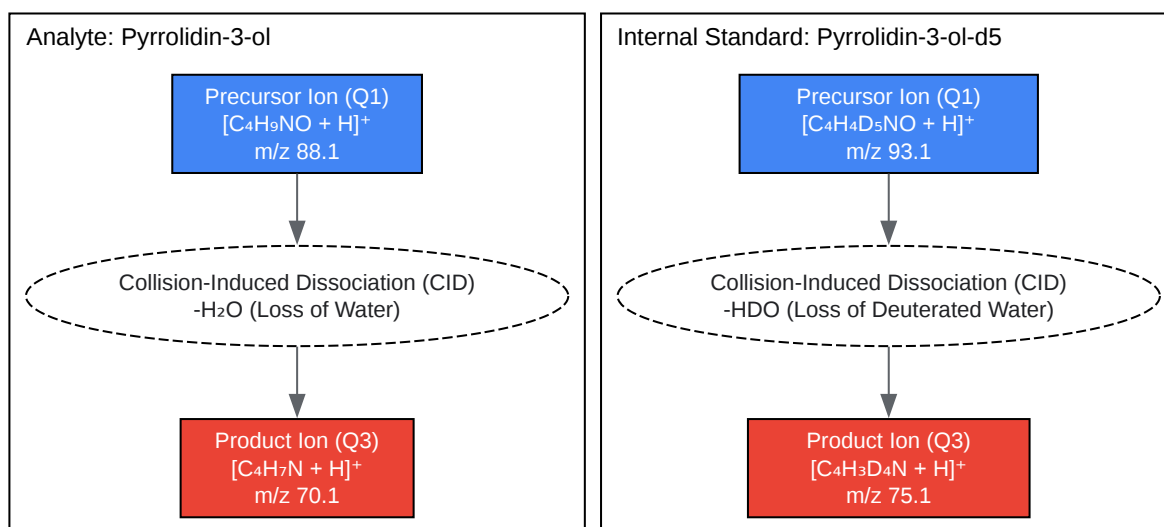 Analyte: Pyrrolidin-3-ol
Precursor Ion (Q1)
[C₄H₉NO + H]⁺
m/z 88.1
Collision-Induced Dissociation (CID)
-H₂O (Loss of Water)
Product Ion (Q3)
[C₄H₇N + H]⁺
m/z 70.1
Internal Standard: Pyrrolidin-3-ol-d5
Precursor Ion (Q1)
[C₄H₄D₅NO + H]⁺
m/z 93.1
Collision-Induced Dissociation (CID)
-HDO (Loss of Deuterated Water)
Product Ion (Q3)
[C₄H₃D₄N + H]⁺
m/z 75.1